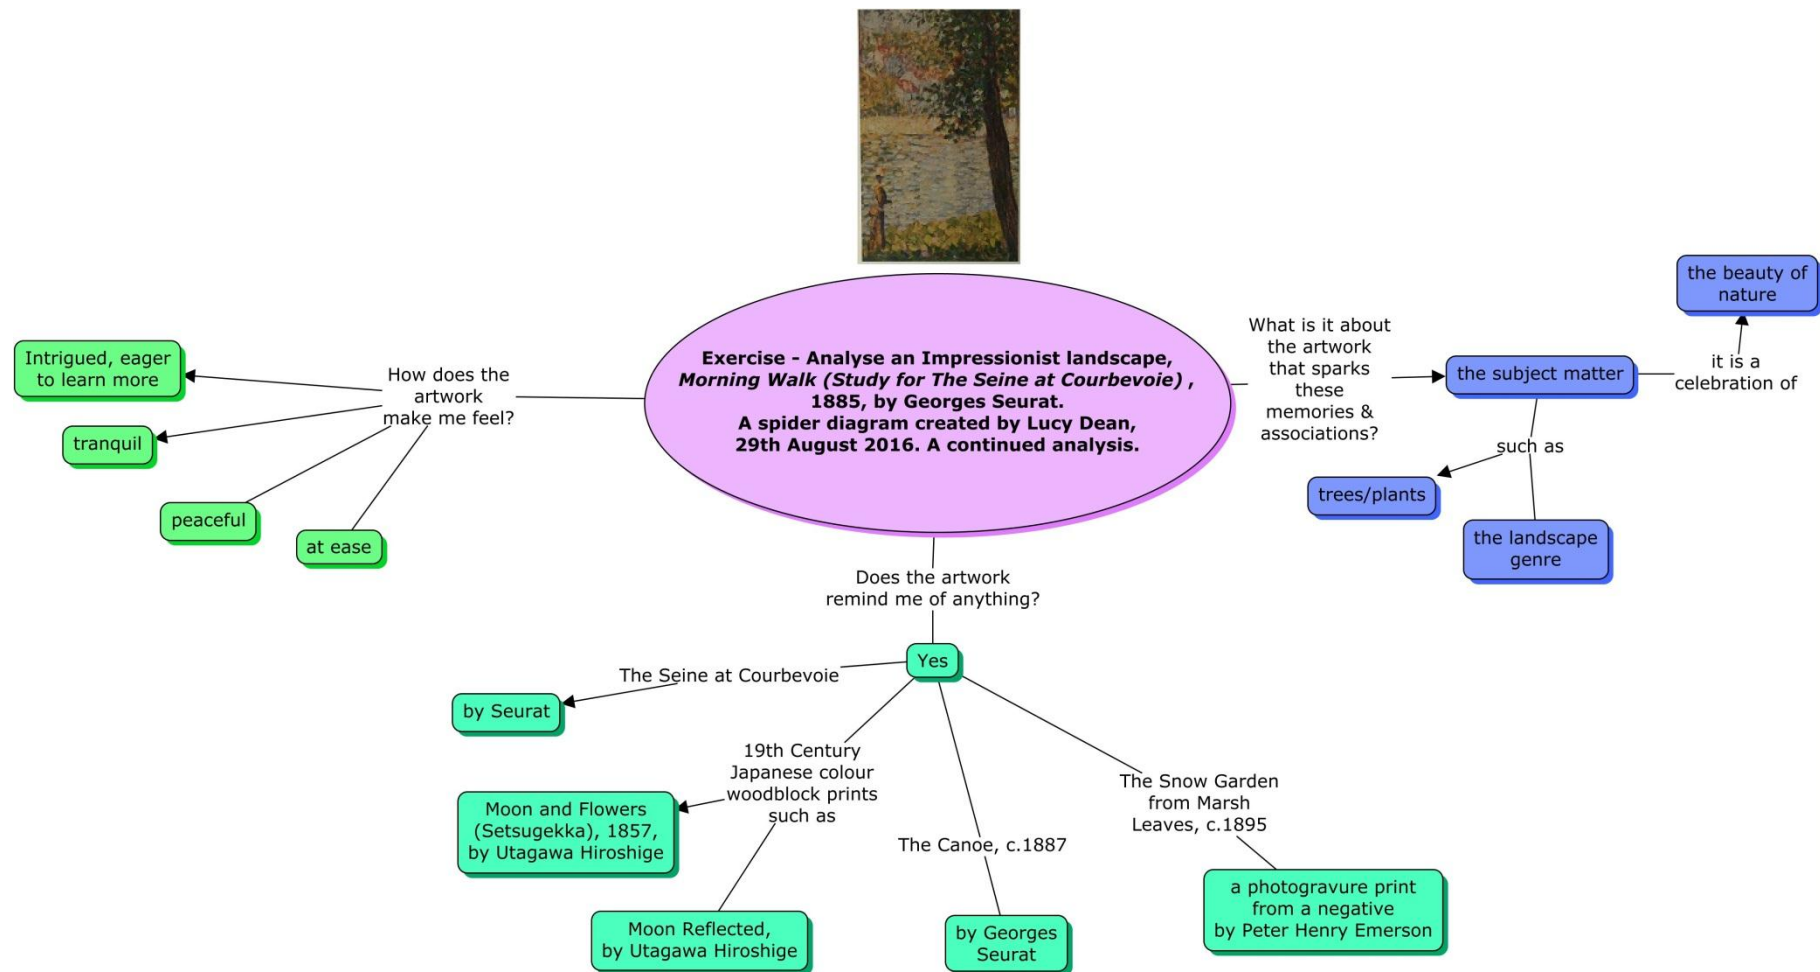 Exercise - Analyse an Impressionist landscape,
Morning Walk (Study for The Seine at Courbevoie) ,
1885, by Georges Seurat.
A spider diagram created by Lucy Dean,
29th August 2016. A continued analysis.
How does the
artwork
make me feel?
Intrigued, eager
to learn more
tranquil
peaceful
at ease
What is it about
the artwork
that sparks
these
memories &
associations?
the subject matter
it is a
celebration of
the beauty of
nature
such as
trees/plants
the landscape
genre
Does the artwork
remind me of anything?
Yes
The Seine at Courbevoie
by Seurat
19th Century
Japanese colour
woodblock prints
such as
Moon and Flowers
(Setsugekka), 1857,
by Utagawa Hiroshige
Moon Reflected,
by Utagawa Hiroshige
The Canoe, c.1887
by Georges
Seurat
The Snow Garden
from Marsh
Leaves, c.1895
a photogravure print
from a negative
by Peter Henry Emerson